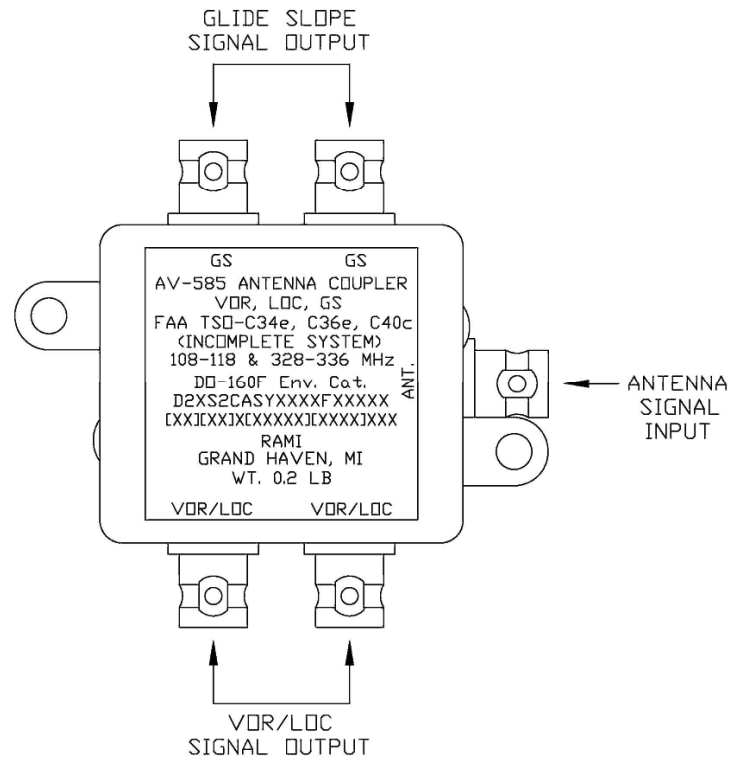 GLIDE SLOPE
SIGNAL OUTPUT
GS GS
AV-585 ANTENNA COUPLER
VOR, LOC, GS
FAA TSO-C34e, C36e, C40c
(INCOMPLETE SYSTEM)
108-118 & 328-336 MHz
DO-160F Env. Cat.
D2XS2CASYXXXXFXXXXX
[XX][XX]X[XXXXX][XXXX]XXX
RAMI
GRAND HAVEN, MI
WT. 0.2 LB
VOR/LOC VOR/LOC
ANT.
ANTENNA
SIGNAL
INPUT
VOR/LOC
SIGNAL OUTPUT